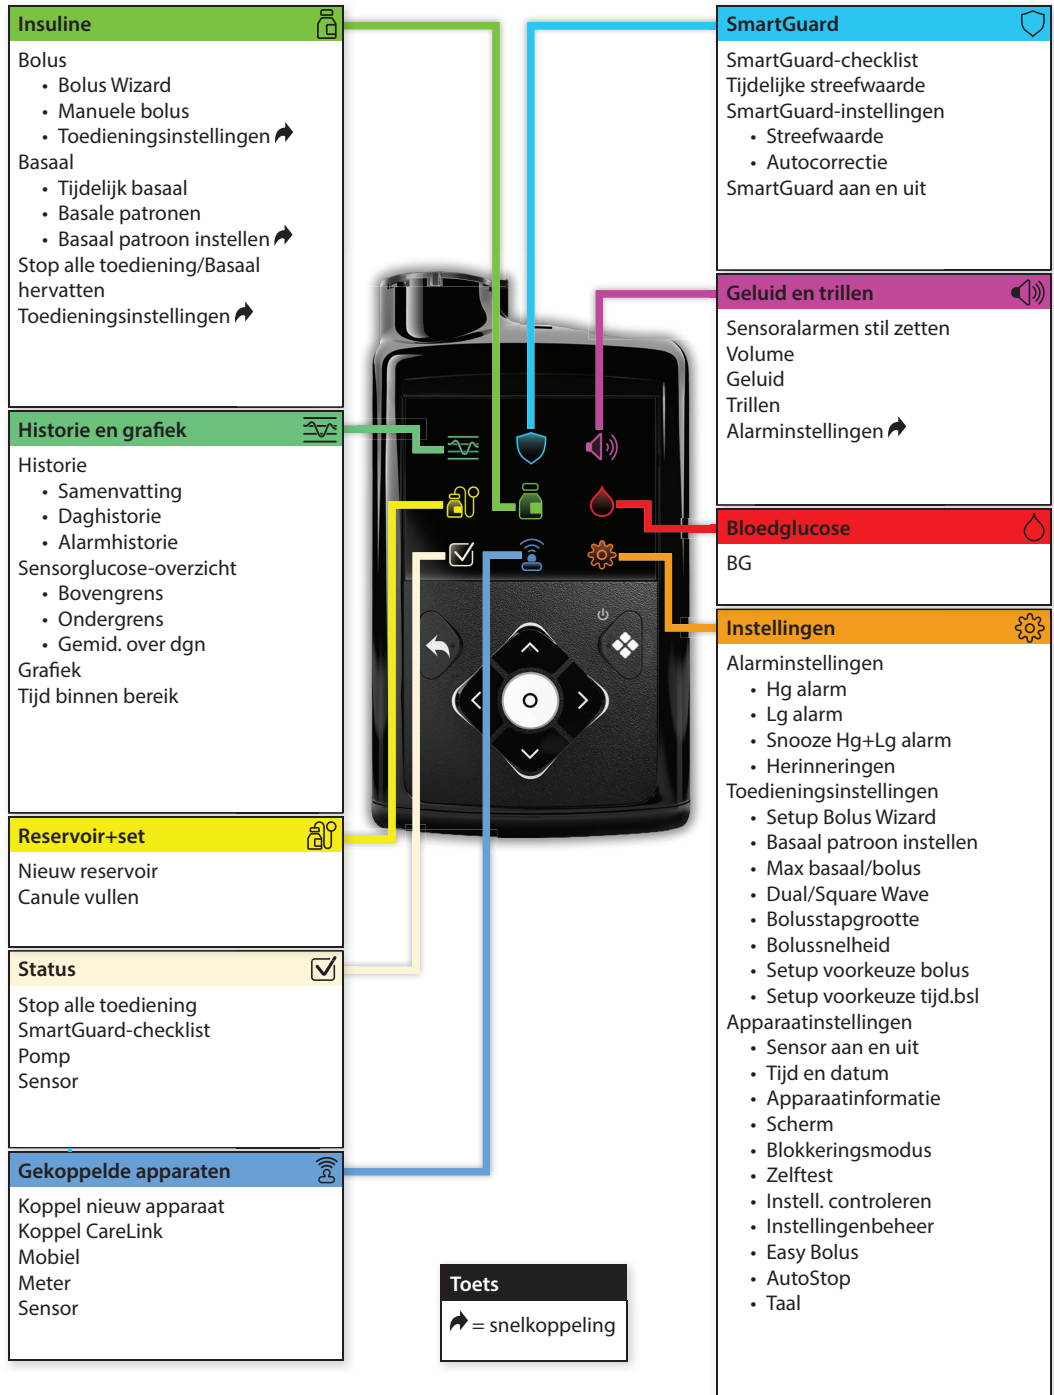 Insuline
Bolus
• Bolus Wizard
• Manuele bolus
• Toedieningsinstellingen
Basaal
• Tijdelijk basaal
• Basale patronen
• Basaal patroon instellen
Stop alle toediening/Basaal
hervatten
Toedieningsinstellingen
Historie en grafiek
Historie
• Samenvatting
• Daghistorie
• Alarmhistorie
Sensorglucose-overzicht
• Bovengrens
• Ondergrens
• Gemid. over dgn
Grafiek
Tijd binnen bereik
Reservoir+set
Nieuw reservoir
Canule vullen
Status
Stop alle toediening
SmartGuard-checklist
Pomp
Sensor
Gekoppelde apparaten
Koppel nieuw apparaat
Koppel CareLink
Mobiel
Meter
Sensor
Toets
= snelkoppeling
SmartGuard
SmartGuard-checklist
Tijdelijke streefwaarde
SmartGuard-instellingen
• Streefwaarde
• Autocorrectie
SmartGuard aan en uit
Geluid en trillen
Sensoralarmen stil zetten
Volume
Geluid
Trillen
Alarminstellingen
Bloedglucose
BG
Instellingen
Alarminstellingen
• Hg alarm
• Lg alarm
• Snooze Hg+Lg alarm
• Herinneringen
Toedieningsinstellingen
• Setup Bolus Wizard
• Basaal patroon instellen
• Max basaal/bolus
• Dual/Square Wave
• Bolusstapgrootte
• Bolussnelheid
• Setup voorkeuze bolus
• Setup voorkeuze tijd.bsl
Apparaatinstellingen
• Sensor aan en uit
• Tijd en datum
• Apparaatinformatie
• Scherm
• Blokkeringsmodus
• Zelftest
• Instell. controleren
• Instellingenbeheer
• Easy Bolus
• AutoStop
• Taal